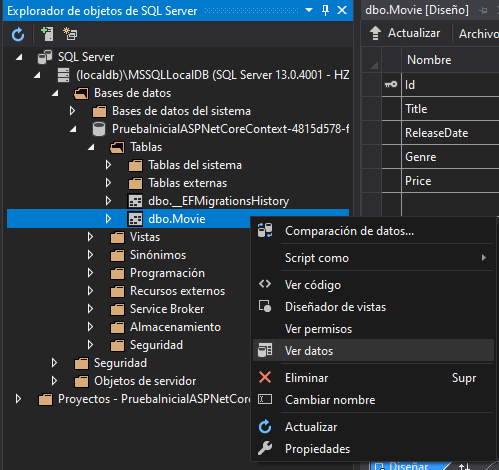 Explorador de objetos de SQL Server
SQL Server
(localdb)\MSSQLLocalDB (SQL Server 13.0.4001 - HZ
Bases de datos
Bases de datos del sistema
PruebaInicialASPNetCoreContext-4815d578-f
Tablas
Tablas del sistema
Tablas externas
dbo.__EFMigrationsHistory
dbo.Movie
Vistas
Sinónimos
Programación
Recursos externos
Service Broker
Almacenamiento
Seguridad
Seguridad
Objetos de servidor
Proyectos - PruebaInicialASPNetCore
dbo.Movie [Diseño]
Actualizar
Archivo
Nombre
Id
Title
ReleaseDate
Genre
Price
Comparación de datos...
Script como
Ver código
Diseñador de vistas
Ver permisos
Ver datos
Eliminar Supr
Cambiar nombre
Actualizar
Propiedades
Diseñar